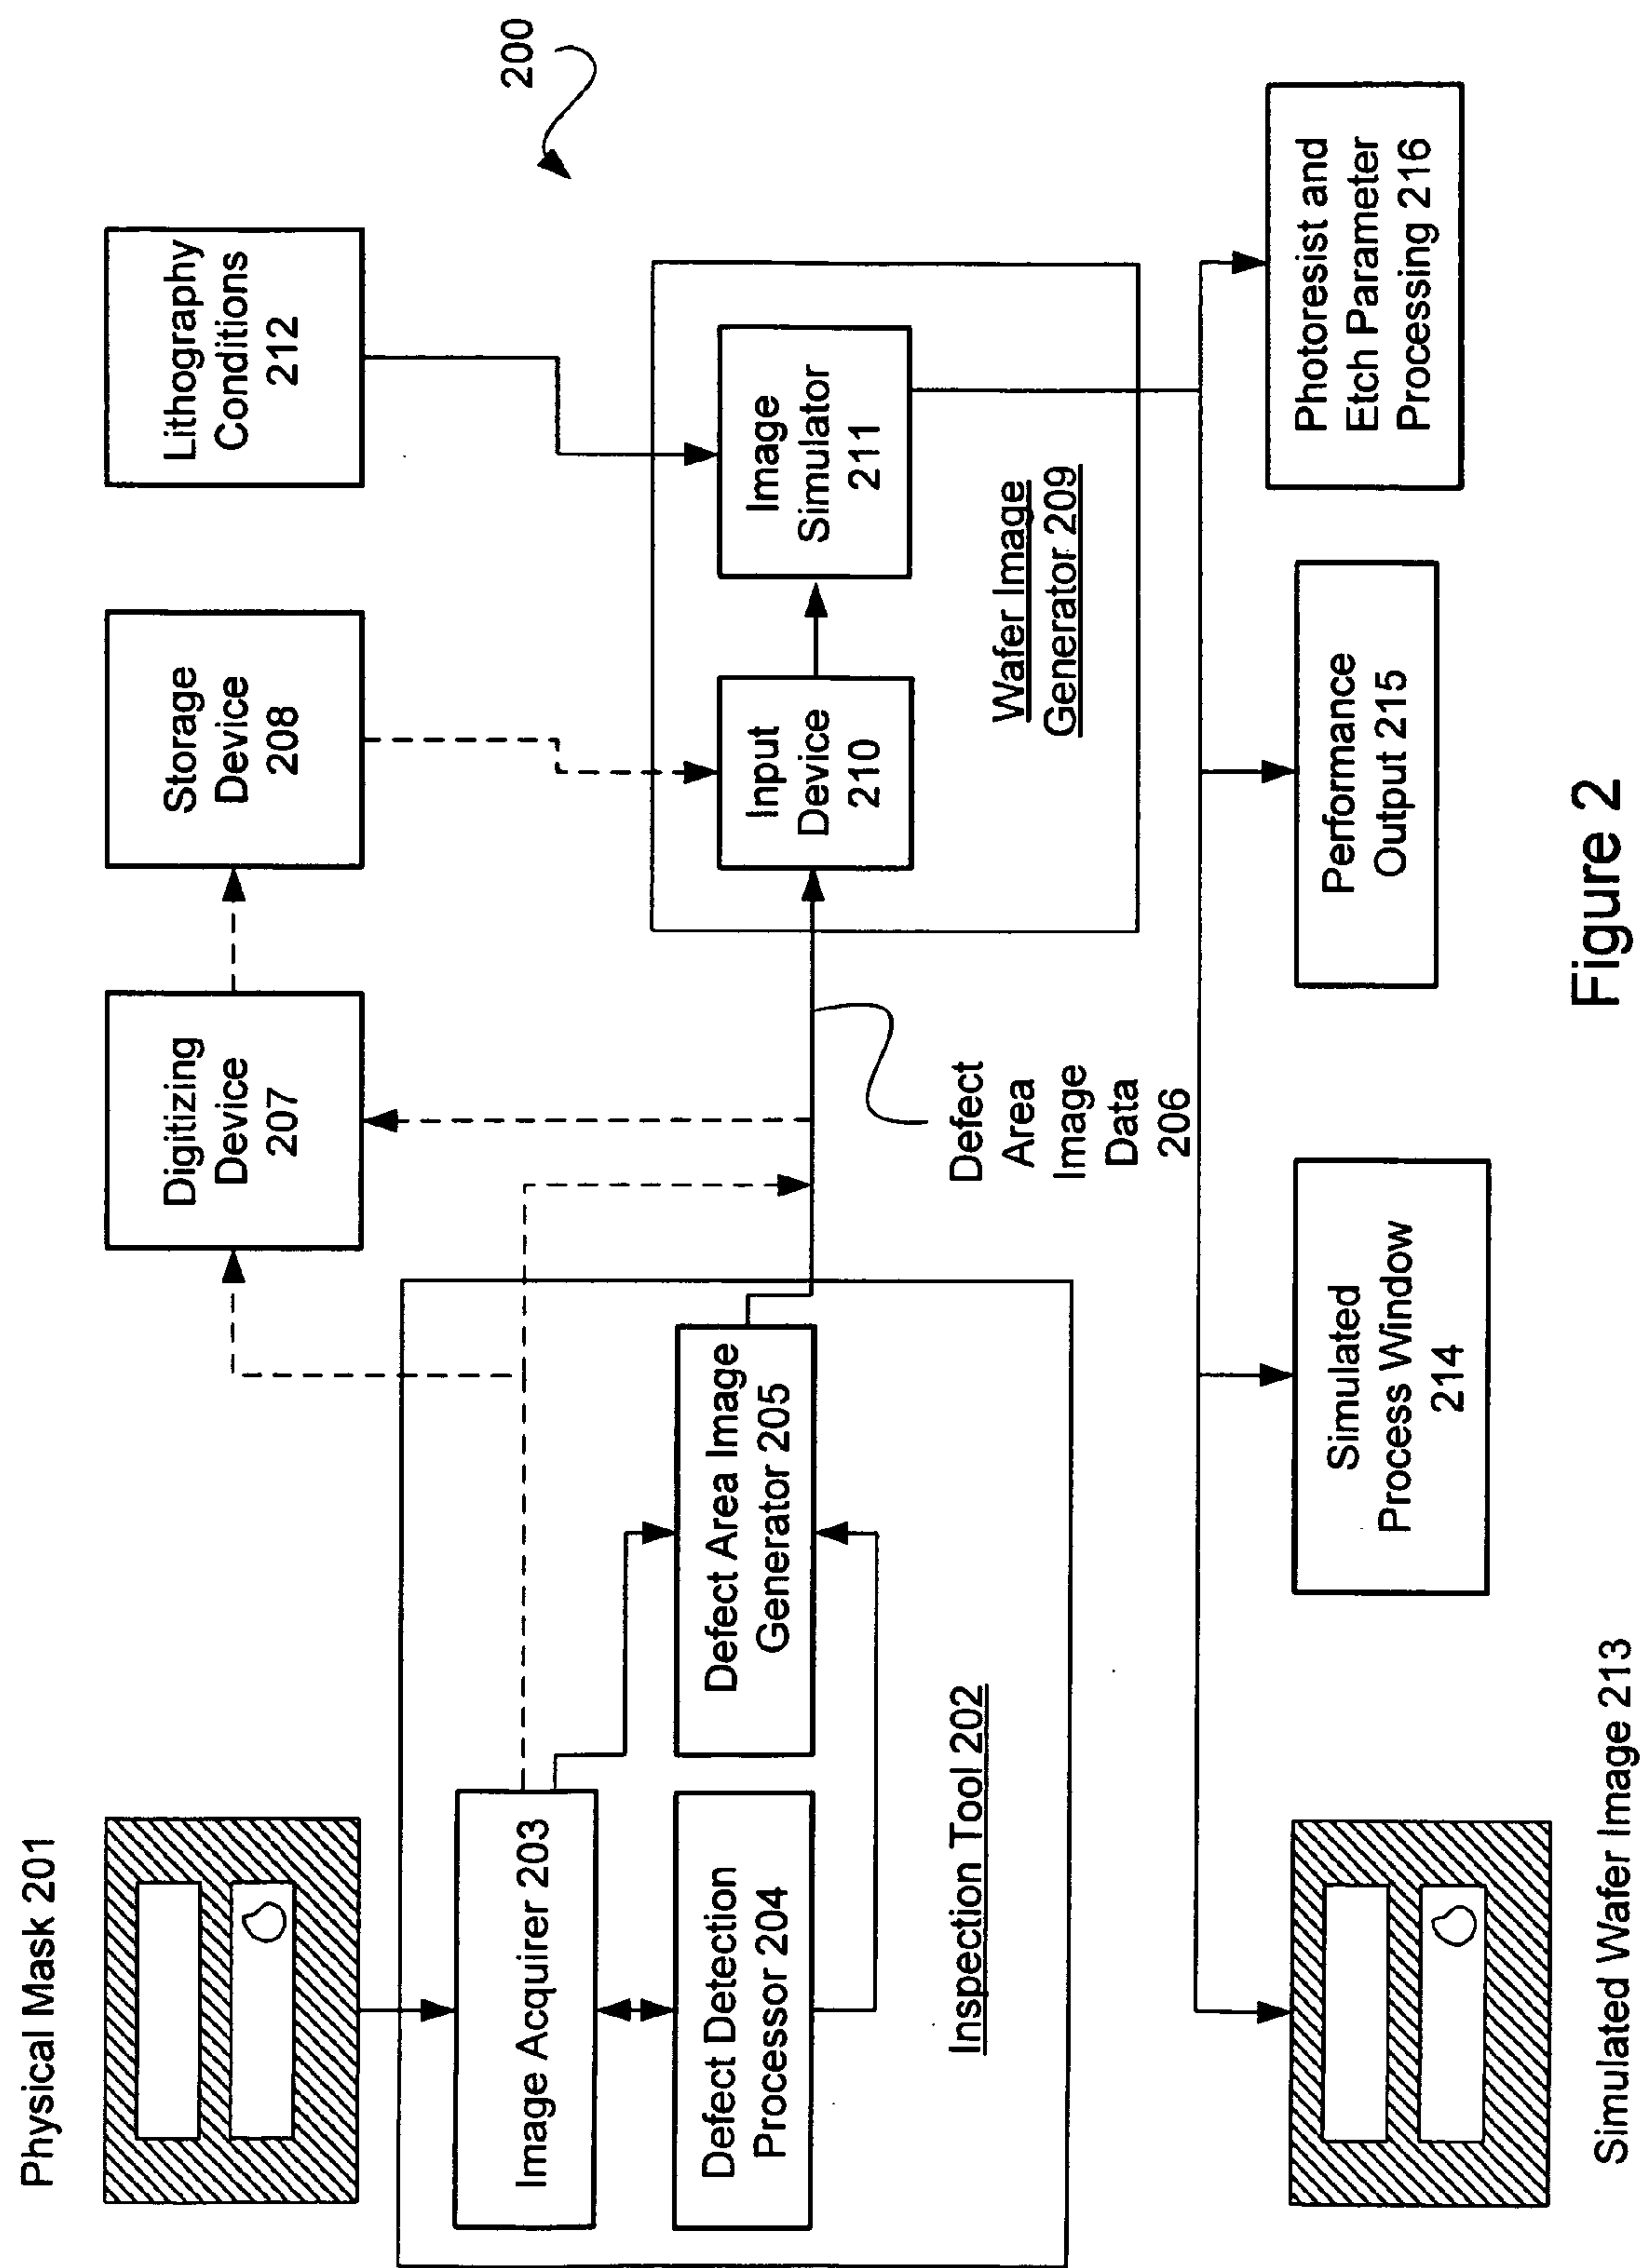 200
Physical Mask 201
Digitizing
Device
207
Storage
Device
208
Lithography
Conditions
212
Image Acquirer 203
Defect Detection
Processor 204
Defect Area Image
Generator 205
Inspection Tool 202
Defect
Area
Image
Data
206
Input
Device
210
Image
Simulator
211
Wafer Image
Generator 209
Simulated Wafer Image 213
Simulated
Process Window
214
Performance
Output 215
Photoresist and
Etch Parameter
Processing 216
Figure 2